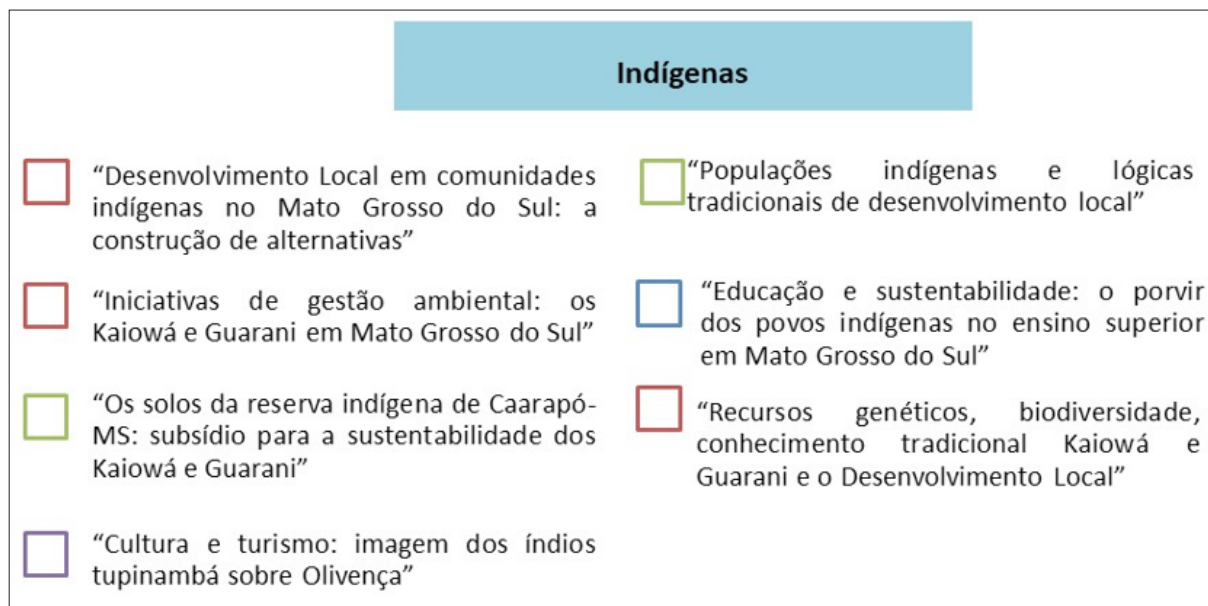 Indígenas
“Desenvolvimento Local em comunidades
indígenas no Mato Grosso do Sul: a
construção de alternativas”
“Iniciativas de gestão ambiental: os
Kaiowá e Guarani em Mato Grosso do Sul”
“Os solos da reserva indígena de Caarapó-
MS: subsídio para a sustentabilidade dos
Kaiowá e Guarani”
“Cultura e turismo: imagem dos índios
tupinambá sobre Olivença”
“Populações indígenas e lógicas
tradicionais de desenvolvimento local”
“Educação e sustentabilidade: o porvir
dos povos indígenas no ensino superior
em Mato Grosso do Sul”
“Recursos genéticos, biodiversidade,
conhecimento tradicional Kaiowá e
Guarani e o Desenvolvimento Local”